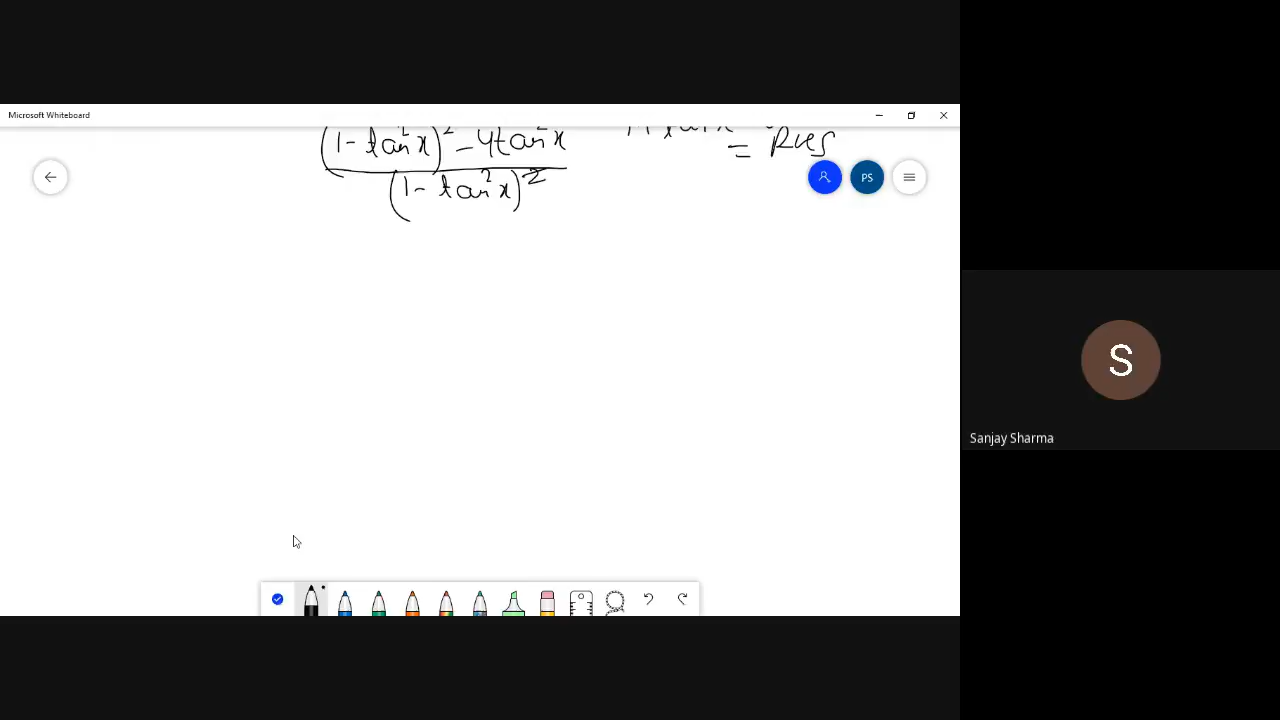 Microsoft Whiteboard
(1 - tan²x)² - 4tan²x
= RHS
(1 - tan²x)²
PS
S
Sanjay Sharma